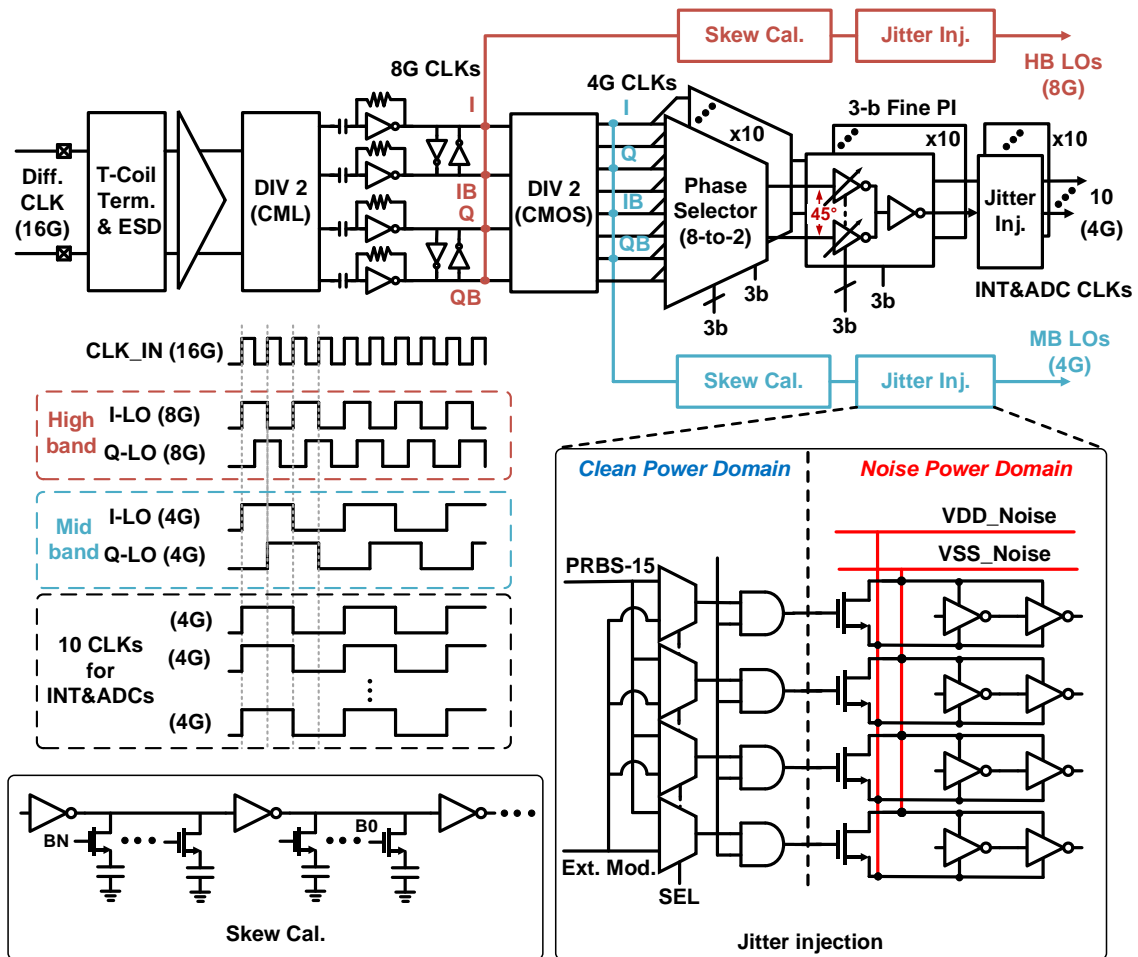 Skew Cal.
Jitter Inj.
HB LOs
(8G)
8G CLKs
4G CLKs
I
I
3-b Fine PI
x10
x10
x10
Diff.
CLK
(16G)
T-Coil
Term.
& ESD
DIV 2
(CML)
IB
Q
QB
DIV 2
(CMOS)
Q
IB
QB
Phase
Selector
(8-to-2)
45°
Jitter
Inj.
10
(4G)
3b
3b
3b
3b
INT&ADC CLKs
MB LOs
(4G)
Skew Cal.
Jitter Inj.
CLK_IN (16G)
High
band
I-LO (8G)
Q-LO (8G)
Mid
band
I-LO (4G)
Q-LO (4G)
10 CLKs
for
INT&ADCs
(4G)
(4G)
(4G)
BN
B0
Skew Cal.
Clean Power Domain
Noise Power Domain
VDD_Noise
VSS_Noise
PRBS-15
Ext. Mod.
SEL
Jitter injection